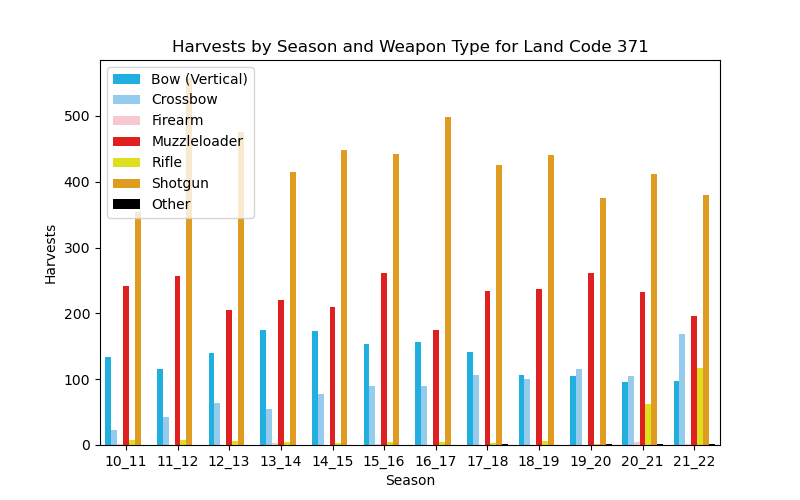 Harvests by Season and Weapon Type for Land Code 371
Bow (Vertical)
Crossbow
Firearm
Muzzleloader
Rifle
Shotgun
Other
500
400
300
200
100
0
Harvests
10_11 11_12 12_13 13_14 14_15 15_16 16_17 17_18 18_19 19_20 20_21 21_22
Season